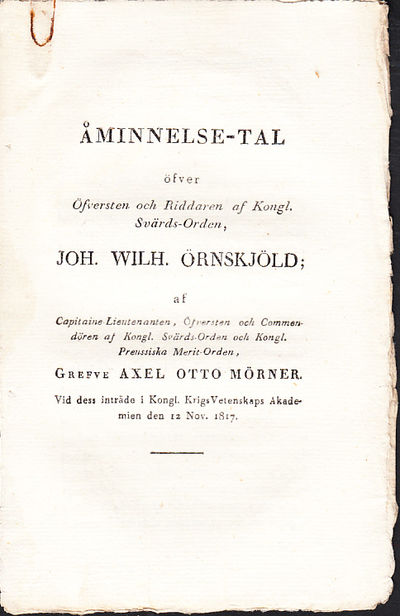 ÅMINNELSE-TAL
öfver
Öfversten och Riddaren af Kongl.
Svärds-Orden,
JOH. WILH. ÖRNSKJÖLD;
af
Capitaine Lieutenanten, Öfversten och Commen-
dören af Kongl. Svärds-Orden och Kongl.
Preussiska Merit-Orden,
GREFVE AXEL OTTO MÖRNER.
Vid dess inträde i Kongl. KrigsVetenskaps Akade-
mien den 12 Nov. 1817.